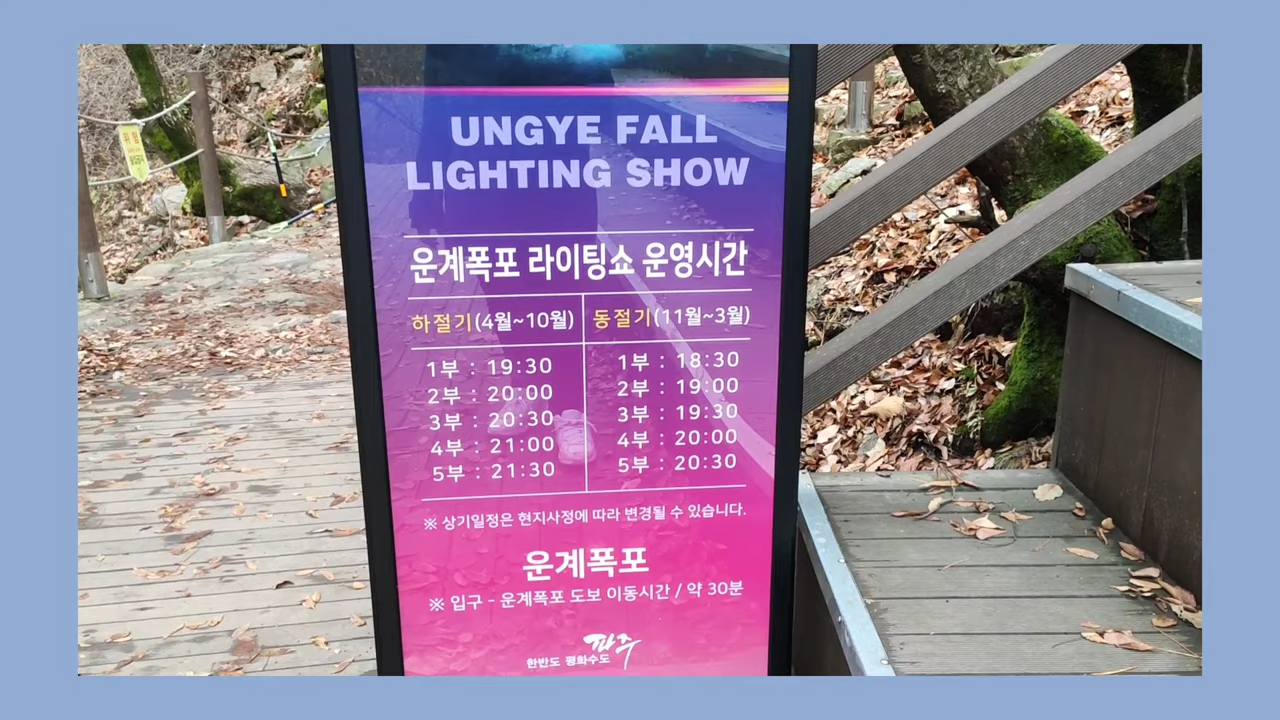 위험
UNGYE FALL
LIGHTING SHOW
운계폭포 라이팅쇼 운영시간
하절기(4월~10월) 동절기(11월~3월)
1부 : 19:30 1부 : 18:30
2부 : 20:00 2부 : 19:00
3부 : 20:30 3부 : 19:30
4부 : 21:00 4부 : 20:00
5부 : 21:30 5부 : 20:30
※ 상기일정은 현지사정에 따라 변경될 수 있습니다.
운계폭포
※ 입구 - 운계폭포 도보 이동시간 / 약 30분
한반도 평화수도 파주